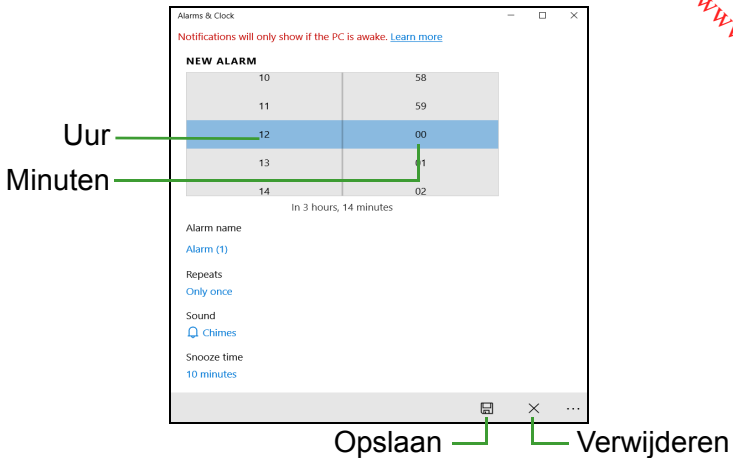 Alarms & Clock
Notifications will only show if the PC is awake. Learn more
NEW ALARM
10 58
11 59
Uur 12 00
Minuten 13 01
14 02
In 3 hours, 14 minutes
Alarm name
Alarm (1)
Repeats
Only once
Sound
Chimes
Snooze time
10 minutes
Opslaan Verwijderen